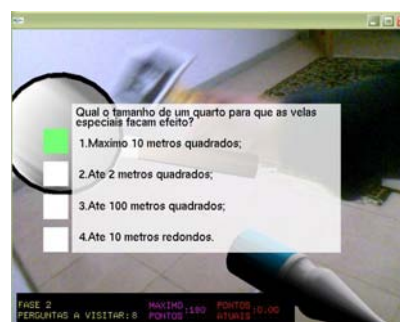 Qual o tamanho de um quarto para que as velas
especiais facam efeito?
1.Maximo 10 metros quadrados;
2.Ate 2 metros quadrados;
3.Ate 100 metros quadrados;
4.Ate 10 metros redondos.
FASE 2
PERGUNTAS A VISITAR:8
MAXIMO PONTOS :180
PONTOS ATUAIS :0.00